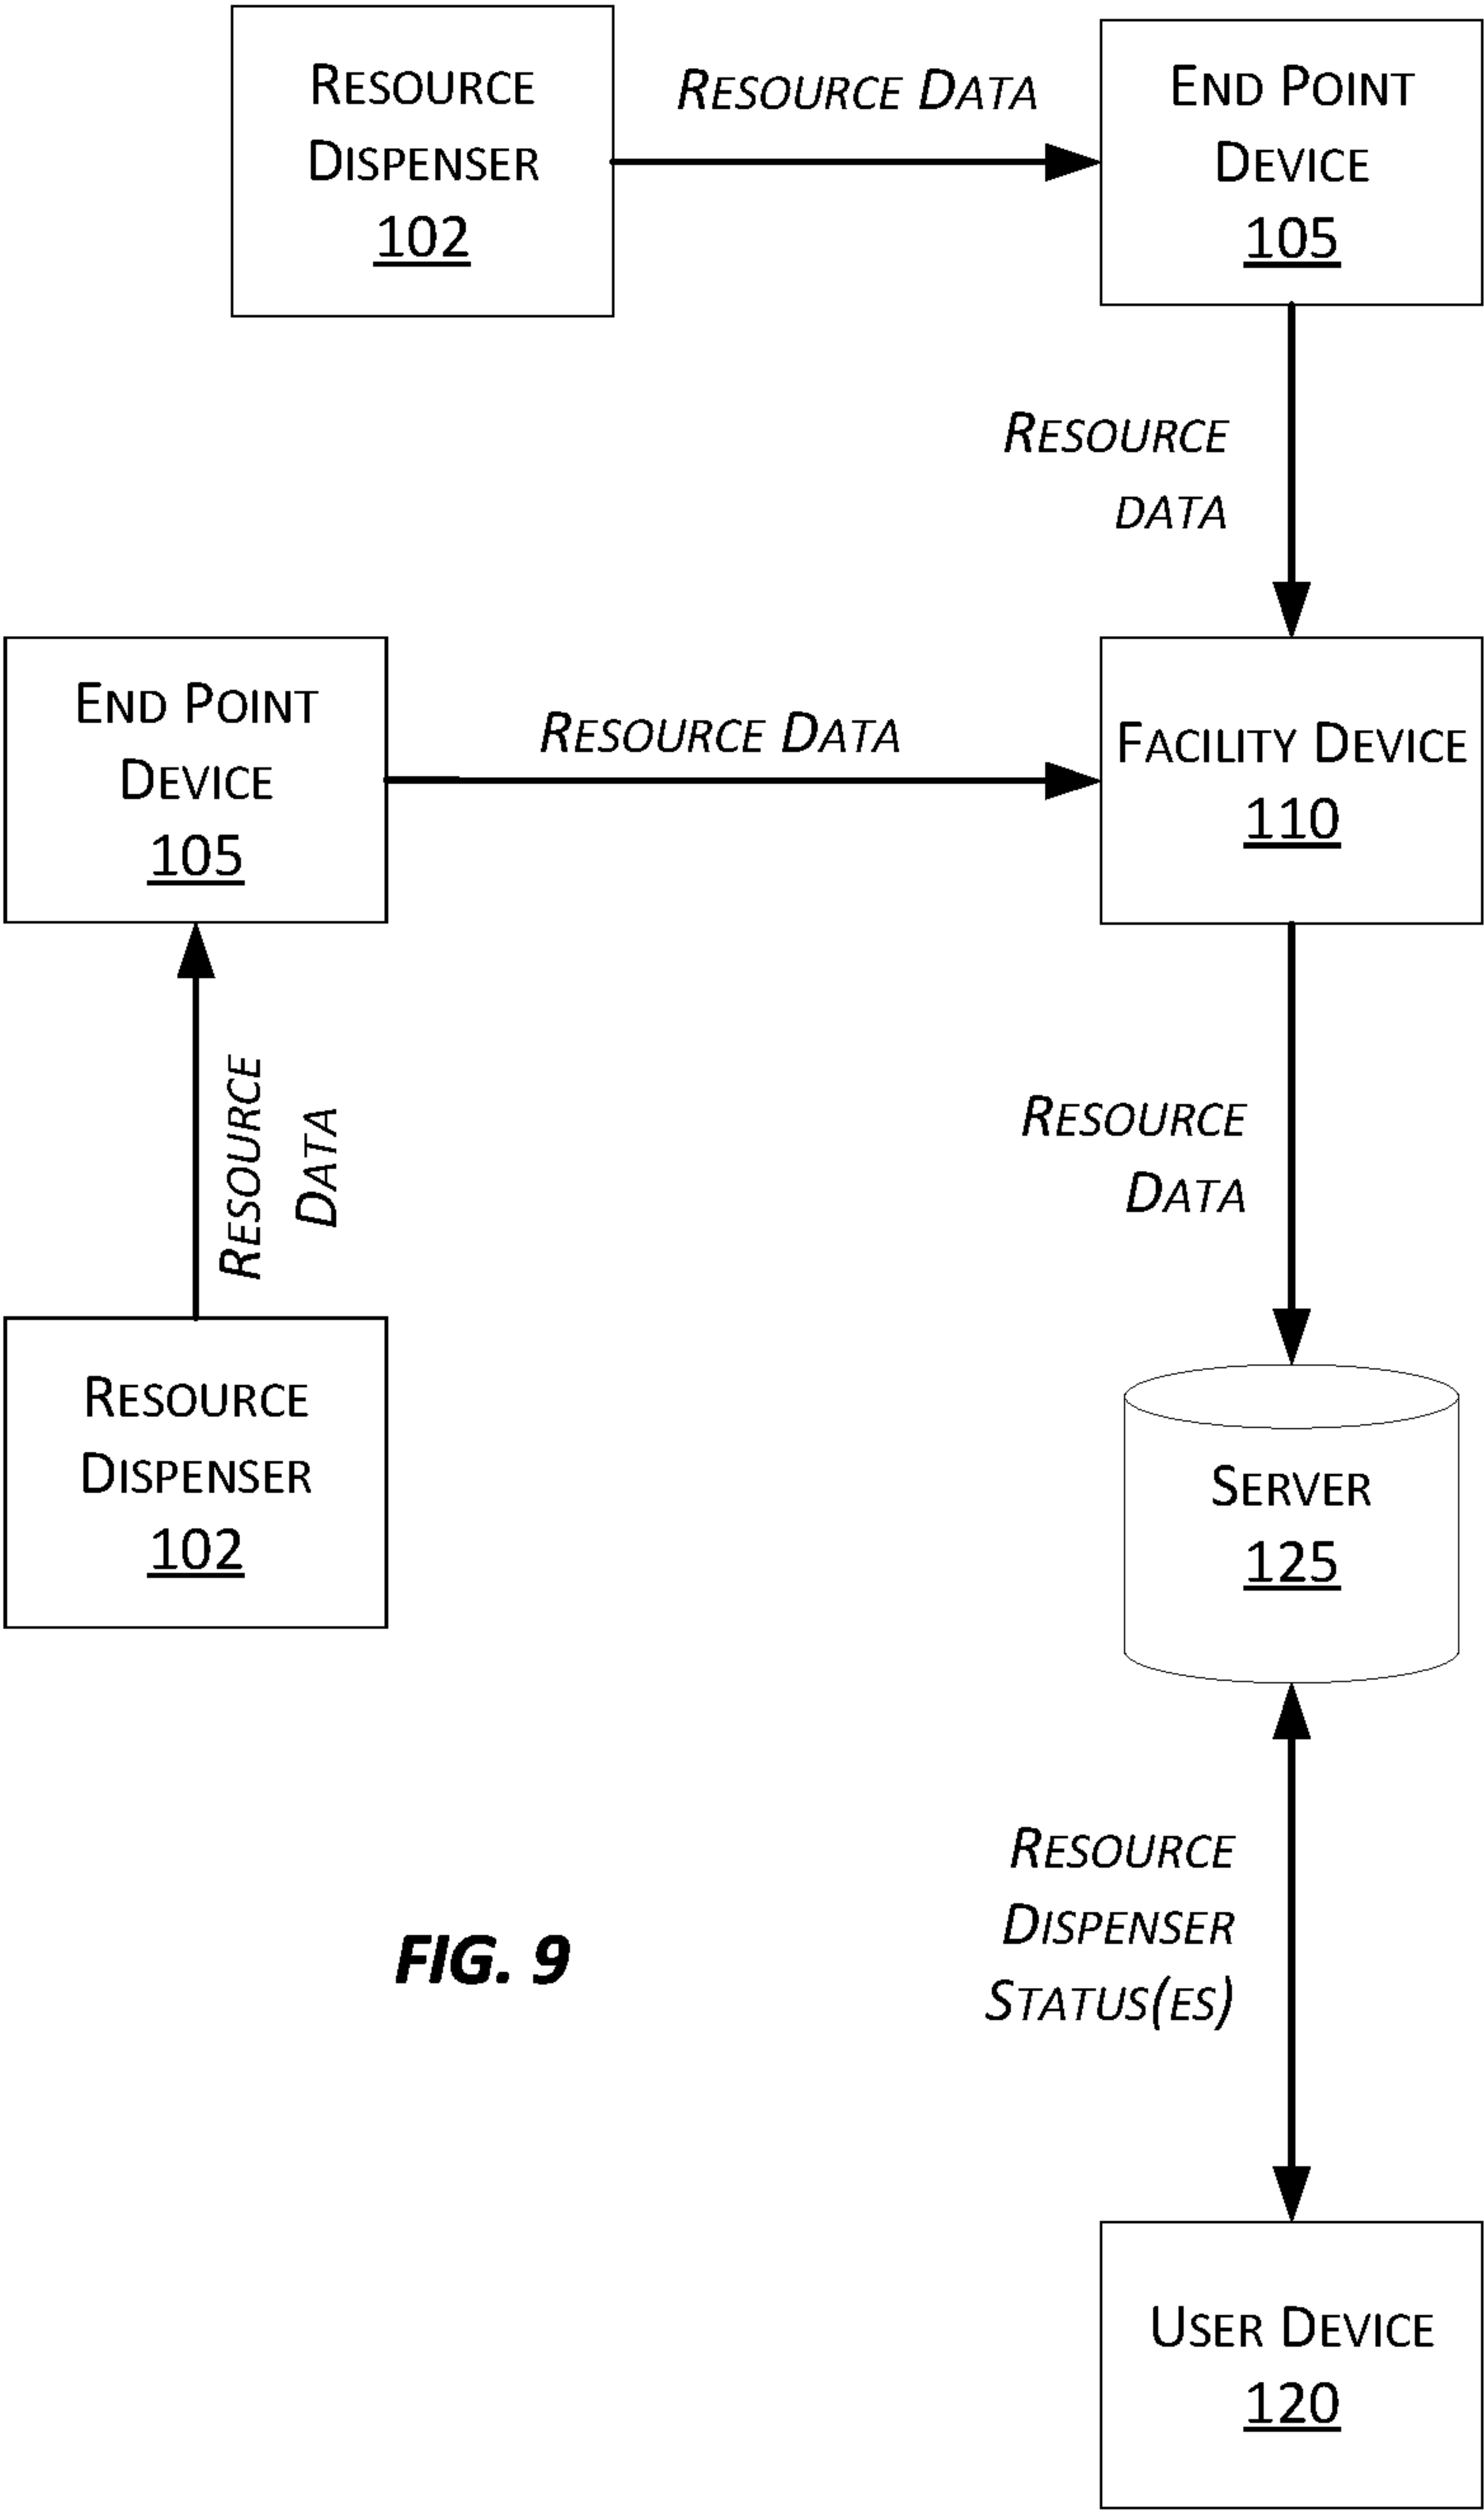 Resource
Dispenser
102
Resource Data
End Point
Device
105
Resource
data
End Point
Device
105
Resource Data
Facility Device
110
Resource
Data
Resource
Data
Resource
Dispenser
102
Server
125
Resource
Dispenser
Status(es)
FIG. 9
User Device
120